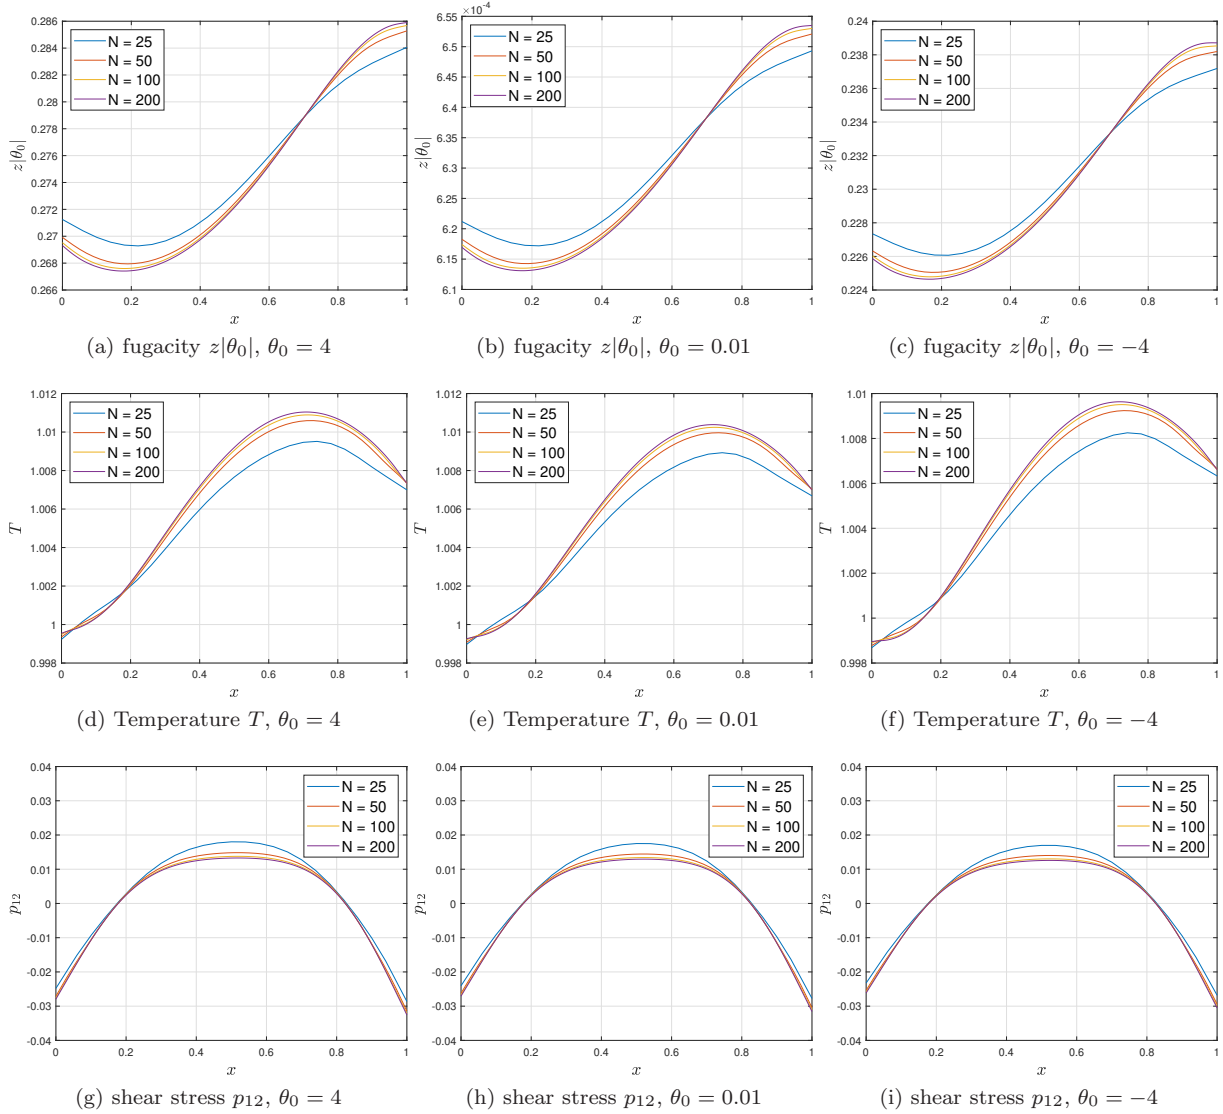 0.286
0.284
0.282
0.28
0.278
0.276
0.274
0.272
0.27
0.268
0.266
z|θ₀|
N = 25
N = 50
N = 100
N = 200
0 0.2 0.4 0.6 0.8 1
x
(a) fugacity z|θ₀|, θ₀ = 4
×10⁻⁴
6.55
6.5
6.45
6.4
6.35
6.3
6.25
6.2
6.15
6.1
z|θ₀|
N = 25
N = 50
N = 100
N = 200
0 0.2 0.4 0.6 0.8 1
x
(b) fugacity z|θ₀|, θ₀ = 0.01
0.24
0.238
0.236
0.234
0.232
0.23
0.228
0.226
0.224
z|θ₀|
N = 25
N = 50
N = 100
N = 200
0 0.2 0.4 0.6 0.8 1
x
(c) fugacity z|θ₀|, θ₀ = −4
1.012
1.01
1.008
1.006
1.004
1.002
1
0.998
T
N = 25
N = 50
N = 100
N = 200
0 0.2 0.4 0.6 0.8 1
x
(d) Temperature T, θ₀ = 4
1.012
1.01
1.008
1.006
1.004
1.002
1
0.998
T
N = 25
N = 50
N = 100
N = 200
0 0.2 0.4 0.6 0.8 1
x
(e) Temperature T, θ₀ = 0.01
1.01
1.008
1.006
1.004
1.002
1
0.998
T
N = 25
N = 50
N = 100
N = 200
0 0.2 0.4 0.6 0.8 1
x
(f) Temperature T, θ₀ = −4
0.04
0.03
0.02
0.01
0
-0.01
-0.02
-0.03
-0.04
p₁₂
N = 25
N = 50
N = 100
N = 200
0 0.2 0.4 0.6 0.8 1
x
(g) shear stress p₁₂, θ₀ = 4
0.04
0.03
0.02
0.01
0
-0.01
-0.02
-0.03
-0.04
p₁₂
N = 25
N = 50
N = 100
N = 200
0 0.2 0.4 0.6 0.8 1
x
(h) shear stress p₁₂, θ₀ = 0.01
0.04
0.03
0.02
0.01
0
-0.01
-0.02
-0.03
-0.04
p₁₂
N = 25
N = 50
N = 100
N = 200
0 0.2 0.4 0.6 0.8 1
x
(i) shear stress p₁₂, θ₀ = −4